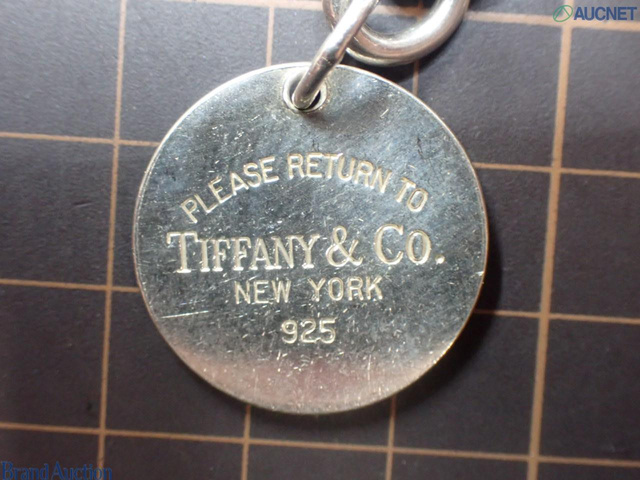 AUCNET
PLEASE RETURN TO
TIFFANY & CO.
NEW YORK
925
Brand Auction